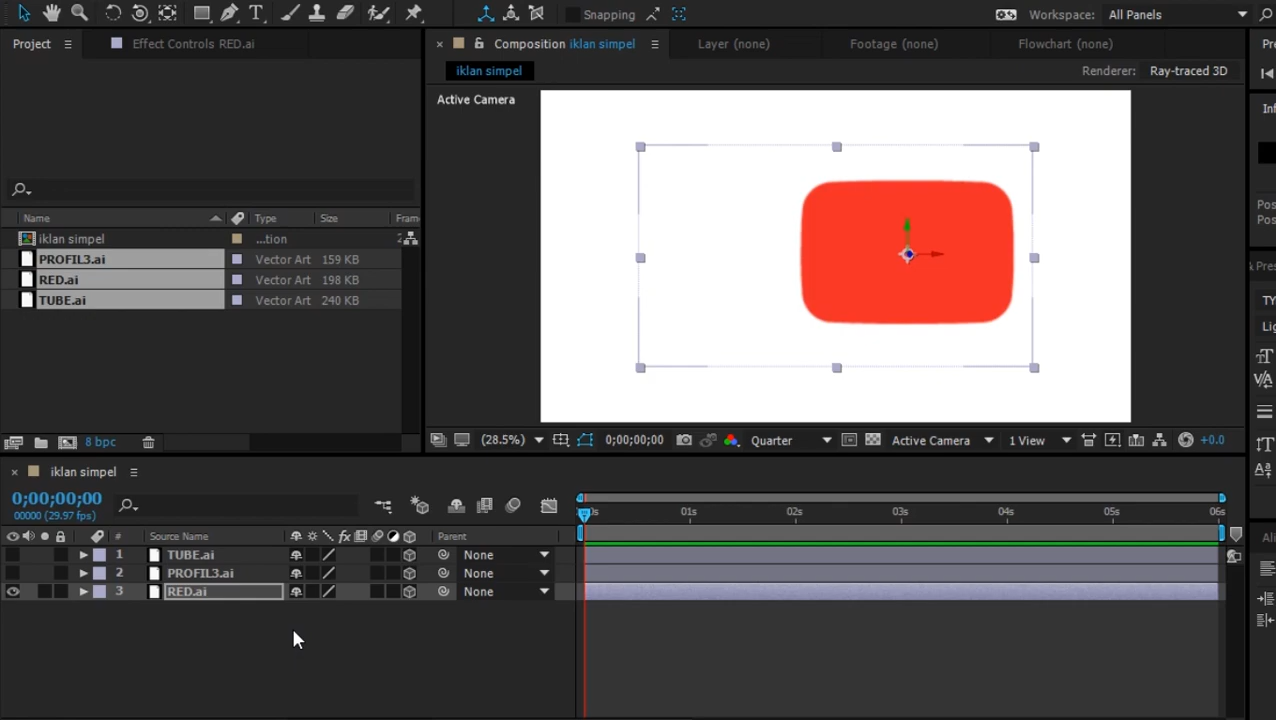 Snapping
Workspace: All Panels
Project
Effect Controls RED.ai
Composition iklan simpel
Layer (none)
Footage (none)
Flowchart (none)
iklan simpel
Renderer: Ray-traced 3D
Active Camera
Name Type Size Fram
iklan simpel ...tion 2
PROFIL3.ai Vector Art 159 KB
RED.ai Vector Art 198 KB
TUBE.ai Vector Art 240 KB
8 bpc
(28.5%) 0;00;00;00 Quarter Active Camera 1 View +0.0
iklan simpel
0;00;00;00
00000 (29.97 fps)
0s 01s 02s 03s 04s 05s 06s
# Source Name fx Parent
1 TUBE.ai None
2 PROFIL3.ai None
3 RED.ai None